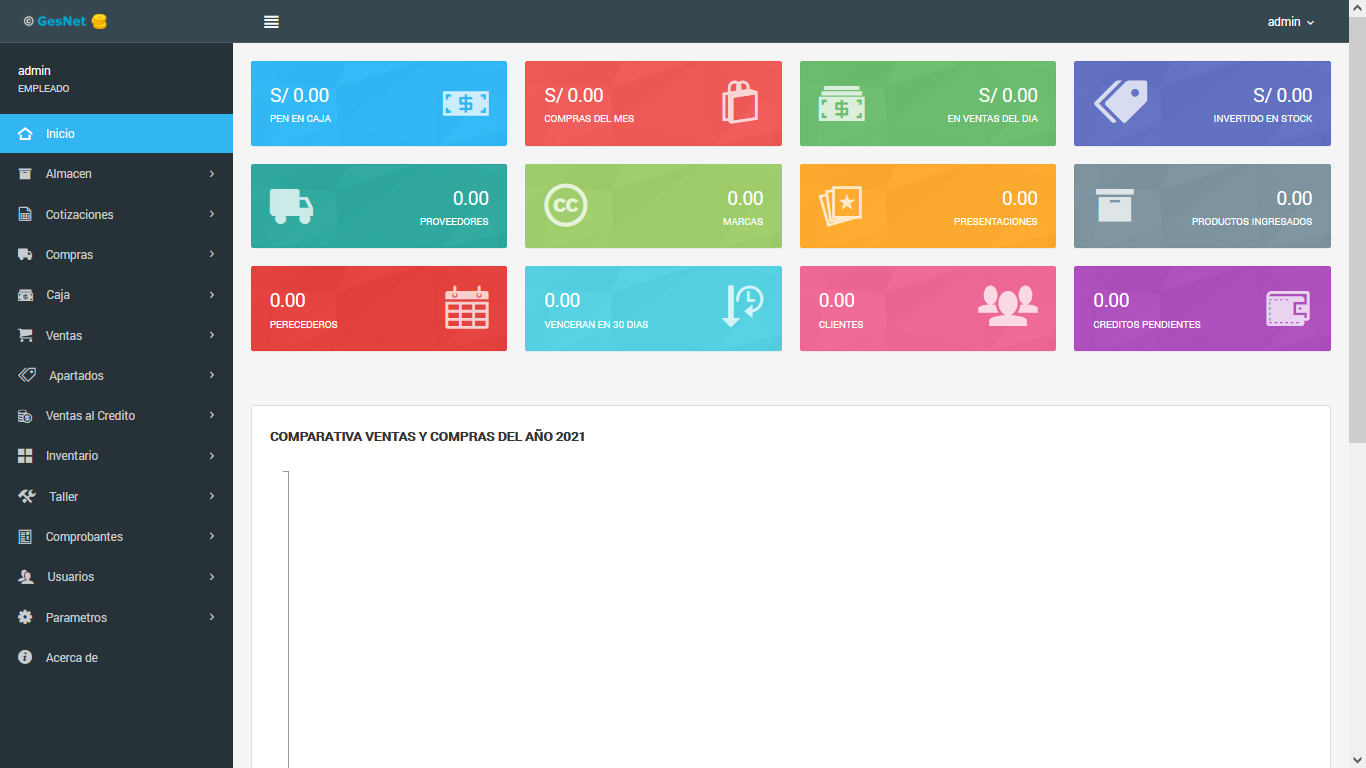 © GesNet
admin
admin
EMPLEADO
Inicio
Almacen
Cotizaciones
Compras
Caja
Ventas
Apartados
Ventas al Credito
Inventario
Taller
Comprobantes
Usuarios
Parametros
Acerca de
S/ 0.00
PEN EN CAJA
S/ 0.00
COMPRAS DEL MES
S/ 0.00
EN VENTAS DEL DIA
S/ 0.00
INVERTIDO EN STOCK
0.00
PROVEEDORES
0.00
MARCAS
0.00
PRESENTACIONES
0.00
PRODUCTOS INGRESADOS
0.00
PERECEDEROS
0.00
VENCERAN EN 30 DIAS
0.00
CLIENTES
0.00
CREDITOS PENDIENTES
COMPARATIVA VENTAS Y COMPRAS DEL AÑO 2021